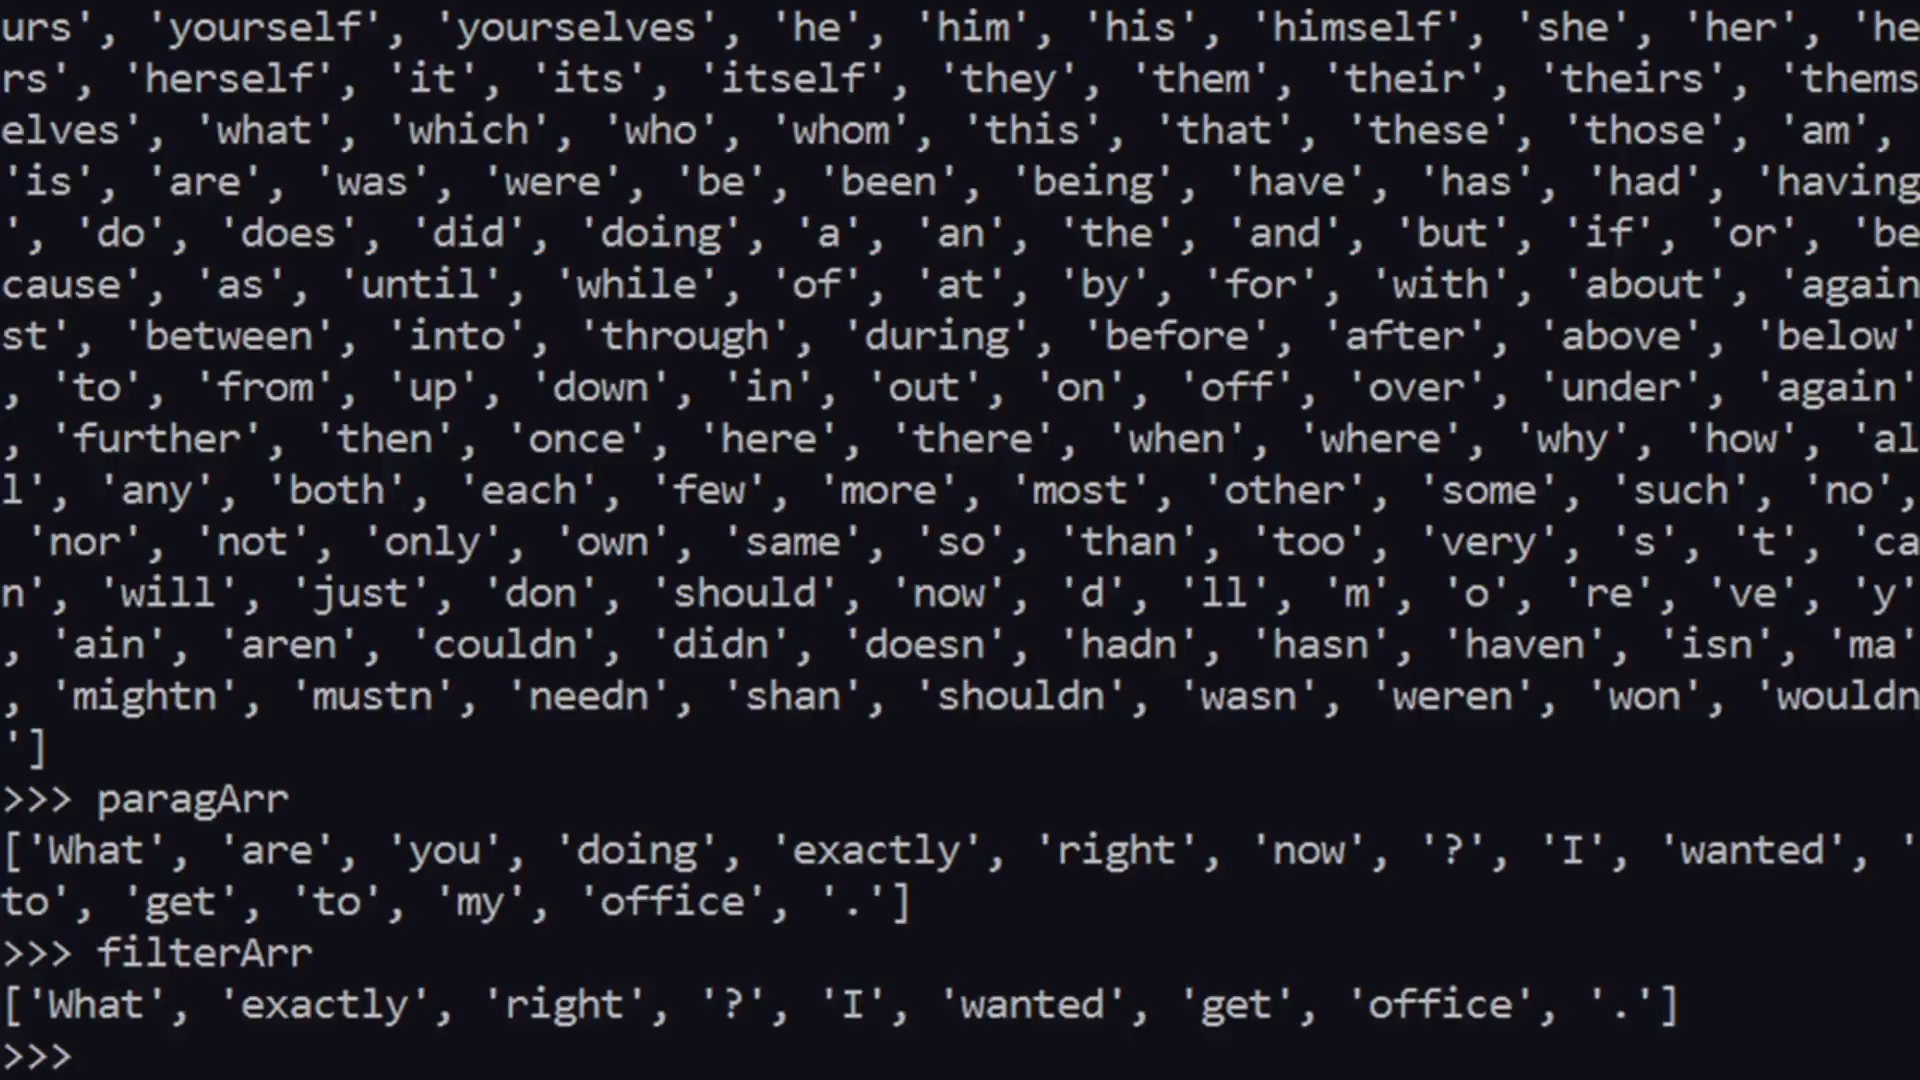 urs', 'yourself', 'yourselves', 'he', 'him', 'his', 'himself', 'she', 'her', 'he
rs', 'herself', 'it', 'its', 'itself', 'they', 'them', 'their', 'theirs', 'thems
elves', 'what', 'which', 'who', 'whom', 'this', 'that', 'these', 'those', 'am',
'is', 'are', 'was', 'were', 'be', 'been', 'being', 'have', 'has', 'had', 'having
', 'do', 'does', 'did', 'doing', 'a', 'an', 'the', 'and', 'but', 'if', 'or', 'be
cause', 'as', 'until', 'while', 'of', 'at', 'by', 'for', 'with', 'about', 'again
st', 'between', 'into', 'through', 'during', 'before', 'after', 'above', 'below'
, 'to', 'from', 'up', 'down', 'in', 'out', 'on', 'off', 'over', 'under', 'again'
, 'further', 'then', 'once', 'here', 'there', 'when', 'where', 'why', 'how', 'al
l', 'any', 'both', 'each', 'few', 'more', 'most', 'other', 'some', 'such', 'no',
'nor', 'not', 'only', 'own', 'same', 'so', 'than', 'too', 'very', 's', 't', 'ca
n', 'will', 'just', 'don', 'should', 'now', 'd', 'll', 'm', 'o', 're', 've', 'y'
, 'ain', 'aren', 'couldn', 'didn', 'doesn', 'hadn', 'hasn', 'haven', 'isn', 'ma'
, 'mightn', 'mustn', 'needn', 'shan', 'shouldn', 'wasn', 'weren', 'won', 'wouldn
']
>>> paragArr
['What', 'are', 'you', 'doing', 'exactly', 'right', 'now', '?', 'I', 'wanted', '
to', 'get', 'to', 'my', 'office', '.']
>>> filterArr
['What', 'exactly', 'right', '?', 'I', 'wanted', 'get', 'office', '.']
>>>